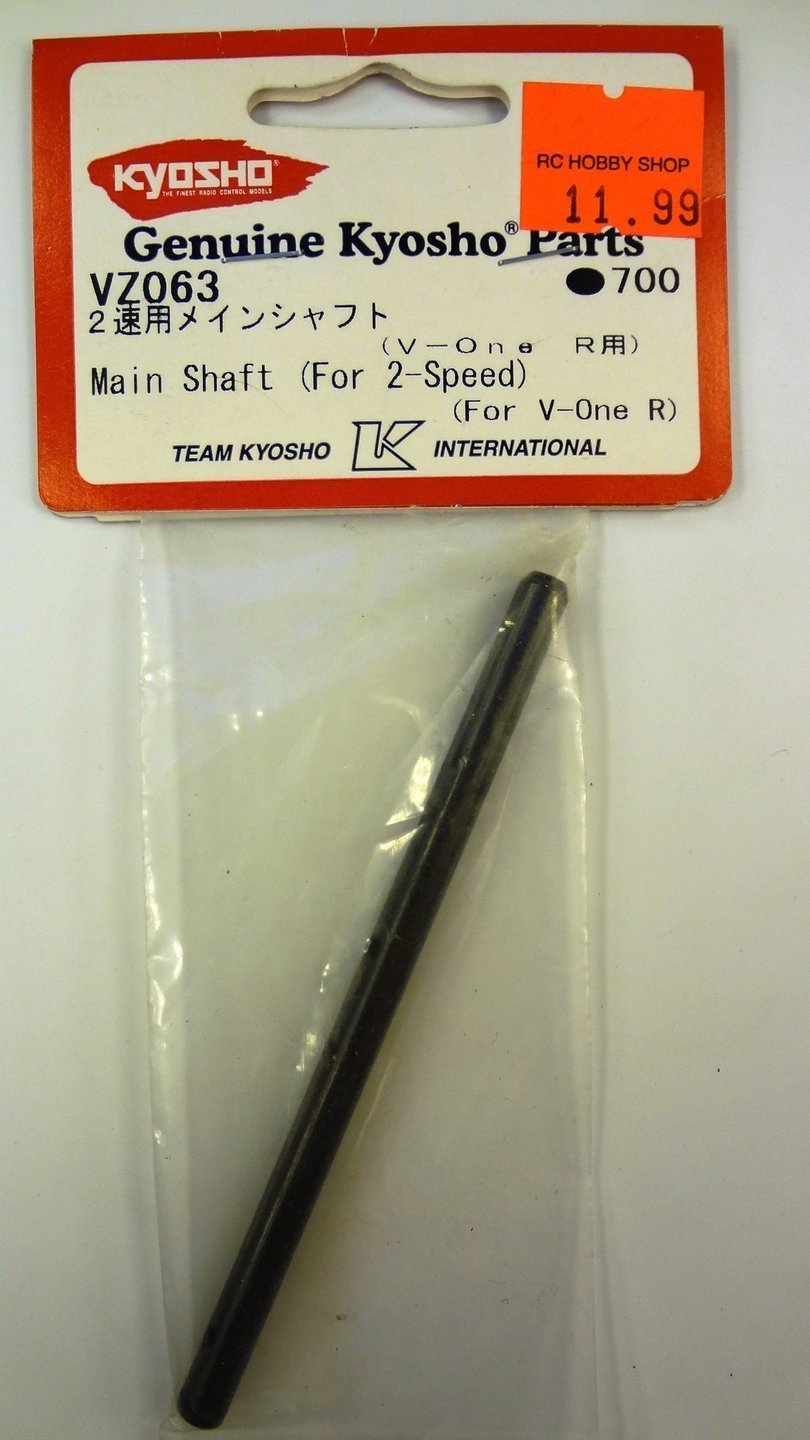 KYOSHO®
THE FINEST RADIO CONTROL MODELS
RC HOBBY SHOP
11.99
Genuine Kyosho® Parts
VZ063 ●700
2速用メインシャフト
(V-One R用)
Main Shaft (For 2-Speed)
(For V-One R)
TEAM KYOSHO K INTERNATIONAL